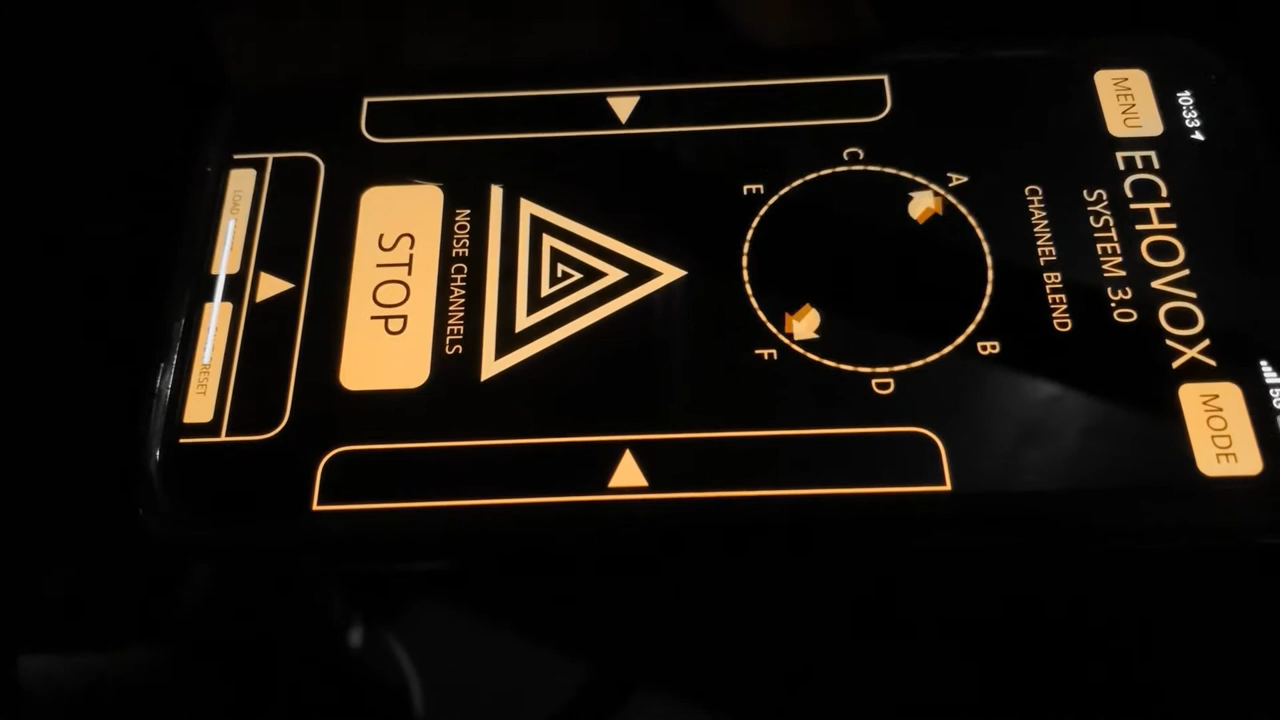 10:33
MENU
ECHOVOX
MODE
SYSTEM 3.0
CHANNEL BLEND
A
B
C
D
E
F
NOISE CHANNELS
STOP
LOAD
RESET